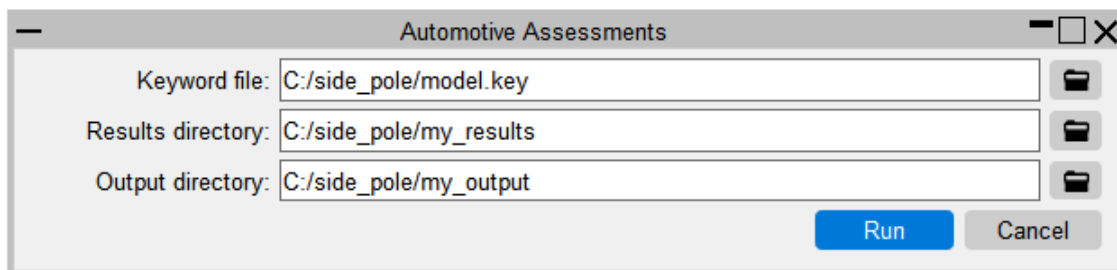 Automotive Assessments
Keyword file: C:/side_pole/model.key
Results directory: C:/side_pole/my_results
Output directory: C:/side_pole/my_output
Run Cancel